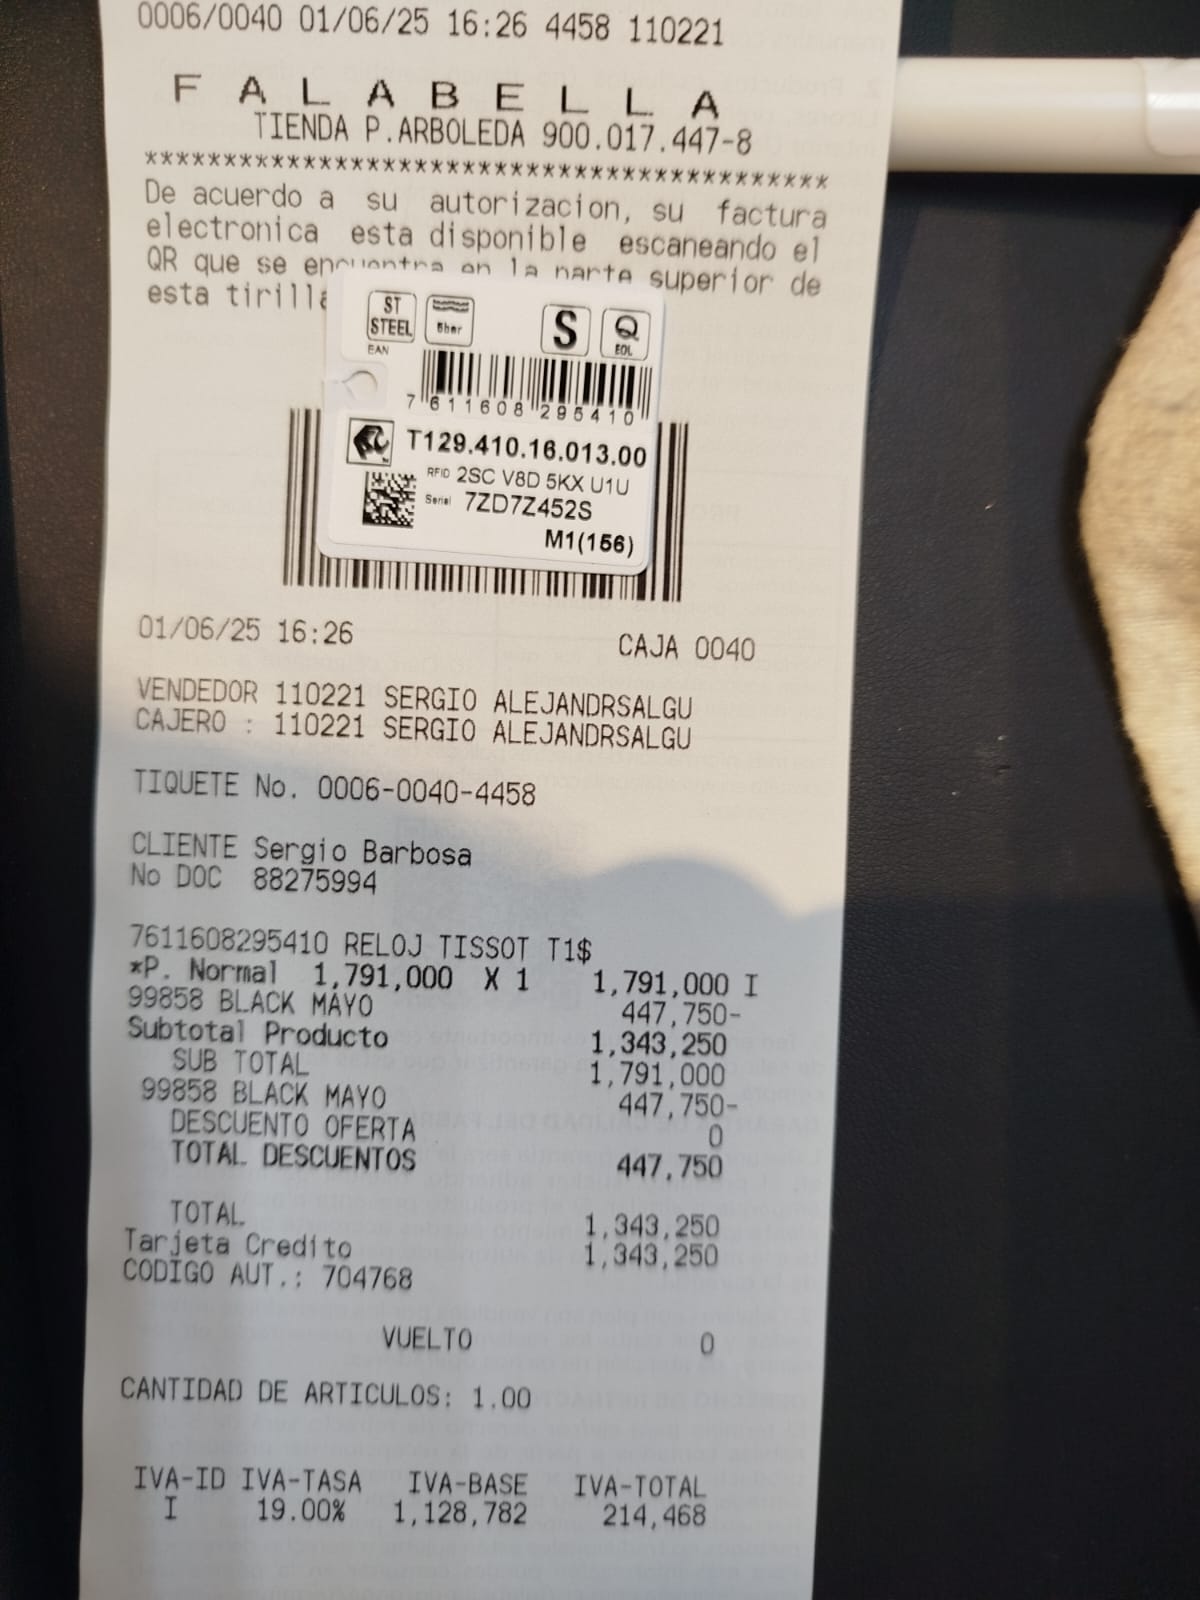 0006/0040 01/06/25 16:26 4458 110221
F A L A B E L L A
TIENDA P.ARBOLEDA 900.017.447-8
*******************************************
De acuerdo a su autorizacion, su factura
electronica esta disponible escaneando el
QR que se encuentra en la parte superior de
esta tirilla
ST STEEL 5bar S Q EOL
EAN
7 611608 295410
T129.410.16.013.00
RFID 2SC V8D 5KX U1U
Serial 7ZD7Z452S
M1(156)
01/06/25 16:26 CAJA 0040
VENDEDOR 110221 SERGIO ALEJANDRSALGU
CAJERO : 110221 SERGIO ALEJANDRSALGU
TIQUETE No. 0006-0040-4458
CLIENTE Sergio Barbosa
No DOC 88275994
7611608295410 RELOJ TISSOT T1$
*P. Normal 1,791,000 X 1 1,791,000 I
99858 BLACK MAYO 447,750-
Subtotal Producto 1,343,250
SUB TOTAL 1,791,000
99858 BLACK MAYO 447,750-
DESCUENTO OFERTA 0
TOTAL DESCUENTOS 447,750
TOTAL 1,343,250
Tarjeta Credito 1,343,250
CODIGO AUT.: 704768
VUELTO 0
CANTIDAD DE ARTICULOS: 1.00
IVA-ID IVA-TASA IVA-BASE IVA-TOTAL
I 19.00% 1,128,782 214,468